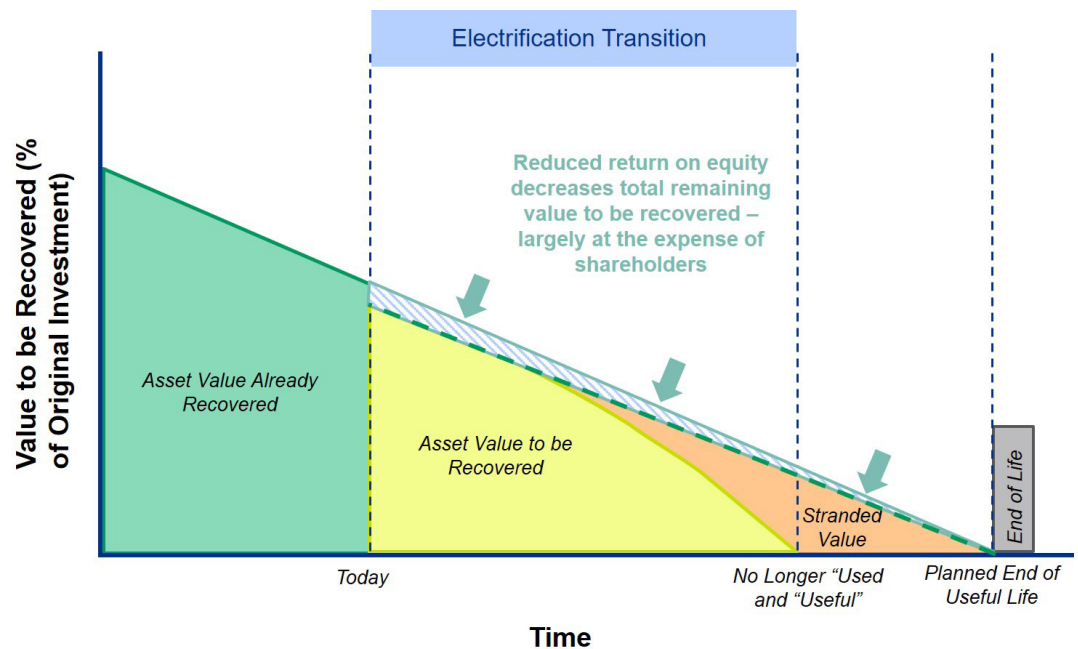 Electrification Transition
Value to be Recovered (%
of Original Investment)
Reduced return on equity
decreases total remaining
value to be recovered –
largely at the expense of
shareholders
Asset Value Already
Recovered
Asset Value to be
Recovered
Stranded
Value
End of Life
Today
No Longer “Used
and “Useful”
Planned End of
Useful Life
Time